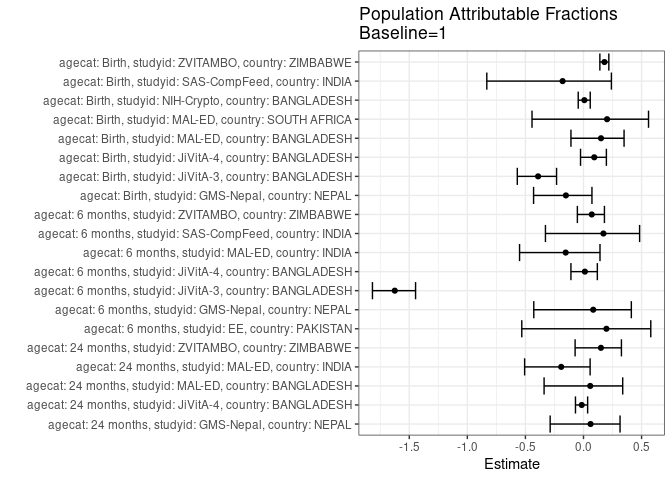 Population Attributable Fractions
Baseline=1
agecat: Birth, studyid: ZVITAMBO, country: ZIMBABWE
agecat: Birth, studyid: SAS-CompFeed, country: INDIA
agecat: Birth, studyid: NIH-Crypto, country: BANGLADESH
agecat: Birth, studyid: MAL-ED, country: SOUTH AFRICA
agecat: Birth, studyid: MAL-ED, country: BANGLADESH
agecat: Birth, studyid: JiVitA-4, country: BANGLADESH
agecat: Birth, studyid: JiVitA-3, country: BANGLADESH
agecat: Birth, studyid: GMS-Nepal, country: NEPAL
agecat: 6 months, studyid: ZVITAMBO, country: ZIMBABWE
agecat: 6 months, studyid: SAS-CompFeed, country: INDIA
agecat: 6 months, studyid: MAL-ED, country: INDIA
agecat: 6 months, studyid: JiVitA-4, country: BANGLADESH
agecat: 6 months, studyid: JiVitA-3, country: BANGLADESH
agecat: 6 months, studyid: GMS-Nepal, country: NEPAL
agecat: 6 months, studyid: EE, country: PAKISTAN
agecat: 24 months, studyid: ZVITAMBO, country: ZIMBABWE
agecat: 24 months, studyid: MAL-ED, country: INDIA
agecat: 24 months, studyid: MAL-ED, country: BANGLADESH
agecat: 24 months, studyid: JiVitA-4, country: BANGLADESH
agecat: 24 months, studyid: GMS-Nepal, country: NEPAL
-1.5 -1.0 -0.5 0.0 0.5
Estimate